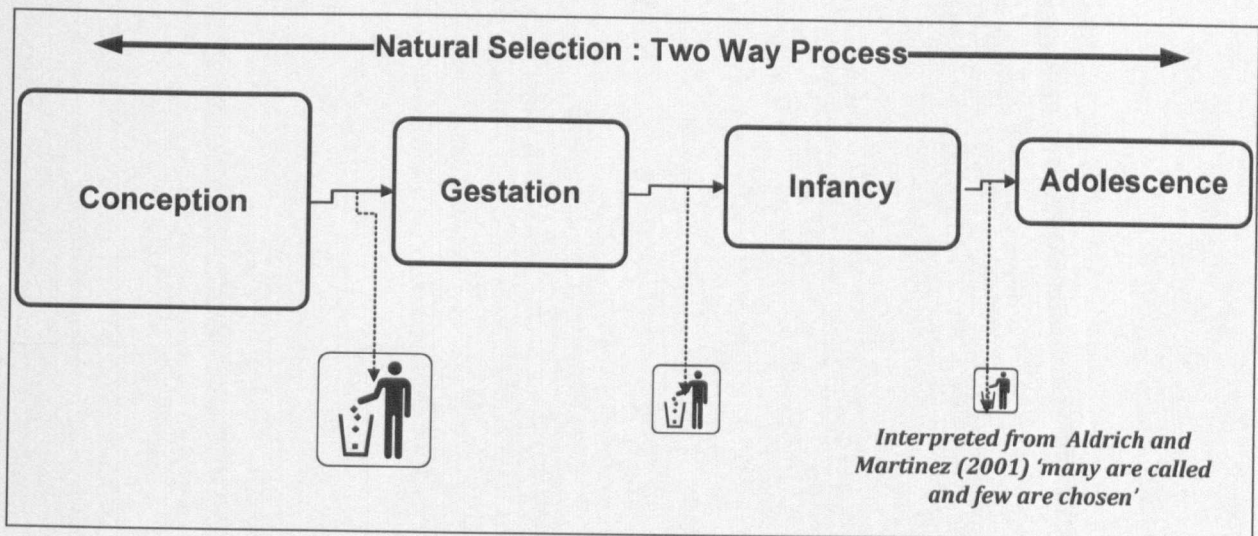 Natural Selection : Two Way Process
Conception
Gestation
Infancy
Adolescence
Interpreted from Aldrich and
Martinez (2001) ‘many are called
and few are chosen’